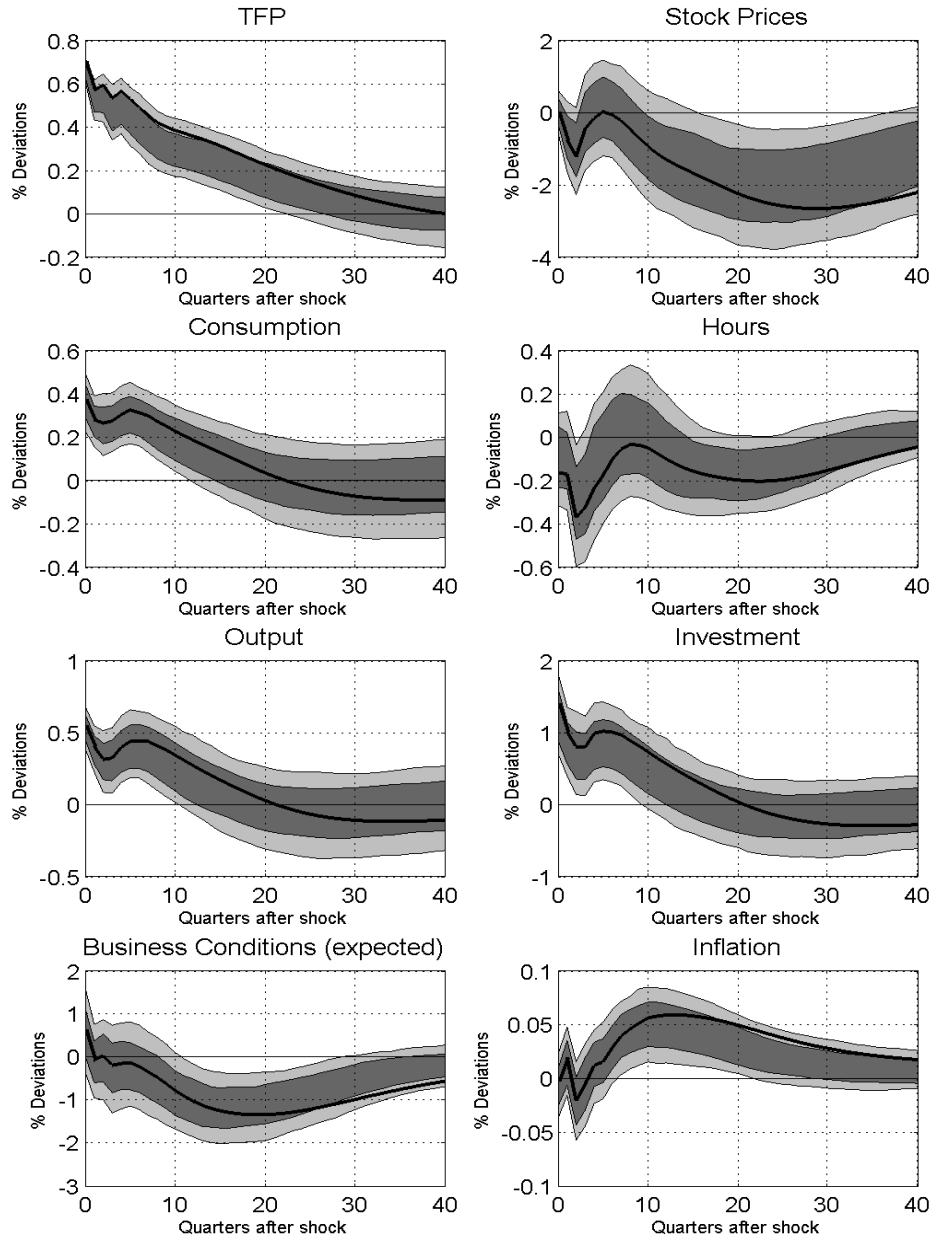 TFP
0.8
0.6
0.4
0.2
0
-0.2
% Deviations
0 10 20 30 40
Quarters after shock
Stock Prices
2
0
-2
-4
% Deviations
0 10 20 30 40
Quarters after shock
Consumption
0.6
0.4
0.2
0
-0.2
-0.4
% Deviations
0 10 20 30 40
Quarters after shock
Hours
0.4
0.2
0
-0.2
-0.4
-0.6
% Deviations
0 10 20 30 40
Quarters after shock
Output
1
0.5
0
-0.5
% Deviations
0 10 20 30 40
Quarters after shock
Investment
2
1
0
-1
% Deviations
0 10 20 30 40
Quarters after shock
Business Conditions (expected)
2
1
0
-1
-2
-3
% Deviations
0 10 20 30 40
Quarters after shock
Inflation
0.1
0.05
0
-0.05
-0.1
% Deviations
0 10 20 30 40
Quarters after shock